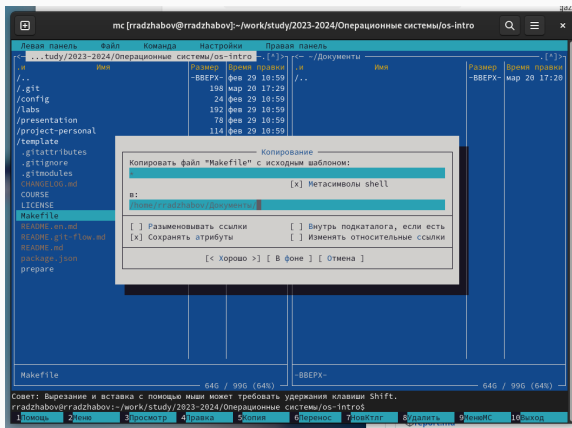 mc [rradzhabov@rradzhabov]:~/work/study/2023-2024/Операционные системы/os-intro
Левая панель Файл Команда Настройки Правая панель
<— ...tudy/2023-2024/Операционные системы/os-intro —.[^]> <— ~/Документы —.[^]>
.и Имя Размер Время правки .и Имя Размер Время правки
/.. -ВВЕРХ- фев 29 10:59 /.. -ВВЕРХ- мар 20 17:20
/.git 198 мар 20 17:29
/config 24 фев 29 10:59
/labs 192 фев 29 10:59
/presentation 78 фев 29 10:59
/project-personal 114 фев 29 10:59
/template
.gitattributes
.gitignore
.gitmodules
CHANGELOG.md
COURSE
LICENSE
Makefile
README.en.md
README.git-flow.md
README.md
package.json
prepare
Копирование
Копировать файл "Makefile" с исходным шаблоном:
*
[x] Метасимволы shell
в:
/home/rradzhabov/Документы/
[ ] Разыменовывать ссылки [ ] Внутрь подкаталога, если есть
[x] Сохранять атрибуты [ ] Изменять относительные ссылки
[< Хорошо >] [ В фоне ] [ Отмена ]
Makefile -ВВЕРХ-
64G / 99G (64%) 64G / 99G (64%)
Совет: Вырезание и вставка с помощью мыши может требовать удержания клавиши Shift.
rradzhabov@rradzhabov:~/work/study/2023-2024/Операционные системы/os-intro$
1Помощь 2Меню 3Просмотр 4Правка 5Копия 6Перенос 7НовКтлг 8Удалить 9МенюМС 10Выход